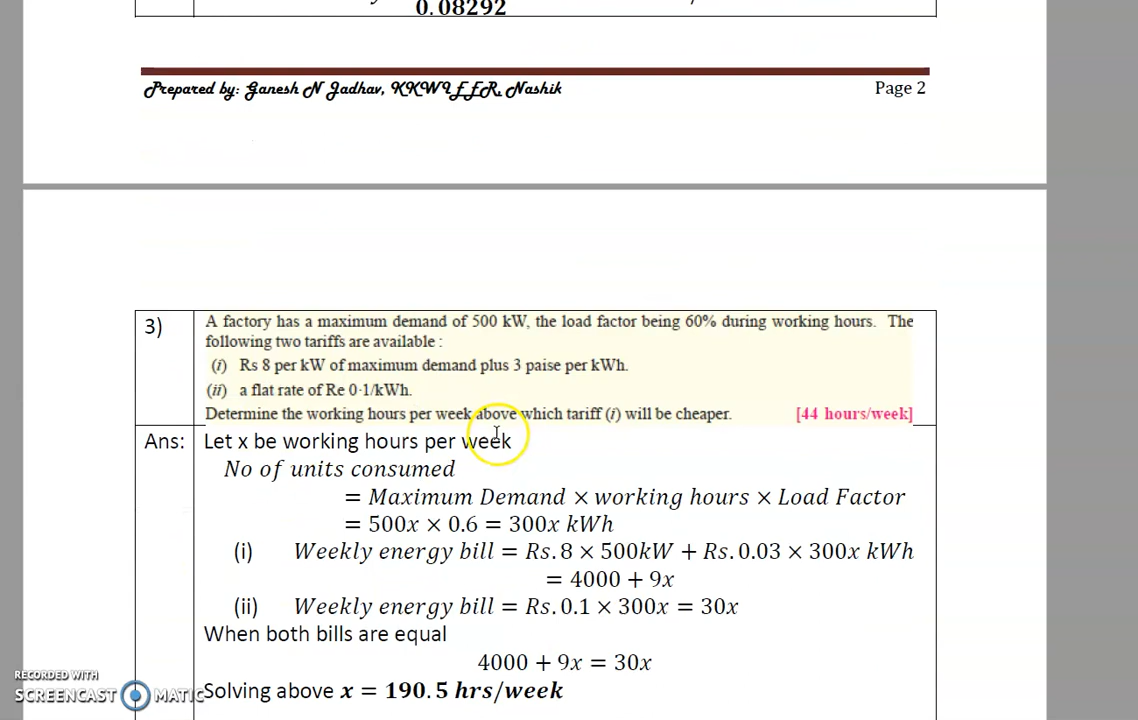 0.08292
Prepared by: Ganesh N Jadhav, KKWIEER, Nashik
Page 2
3)
A factory has a maximum demand of 500 kW, the load factor being 60% during working hours. The
following two tariffs are available :
(i) Rs 8 per kW of maximum demand plus 3 paise per kWh.
(ii) a flat rate of Re 0·1/kWh.
Determine the working hours per week above which tariff (i) will be cheaper. [44 hours/week]
Ans: Let x be working hours per week
No of units consumed
= Maximum Demand × working hours × Load Factor
= 500x × 0.6 = 300x kWh
(i) Weekly energy bill = Rs. 8 × 500kW + Rs. 0.03 × 300x kWh
= 4000 + 9x
(ii) Weekly energy bill = Rs. 0.1 × 300x = 30x
When both bills are equal
4000 + 9x = 30x
Solving above x = 190.5 hrs/week
RECORDED WITH
SCREENCAST MATIC